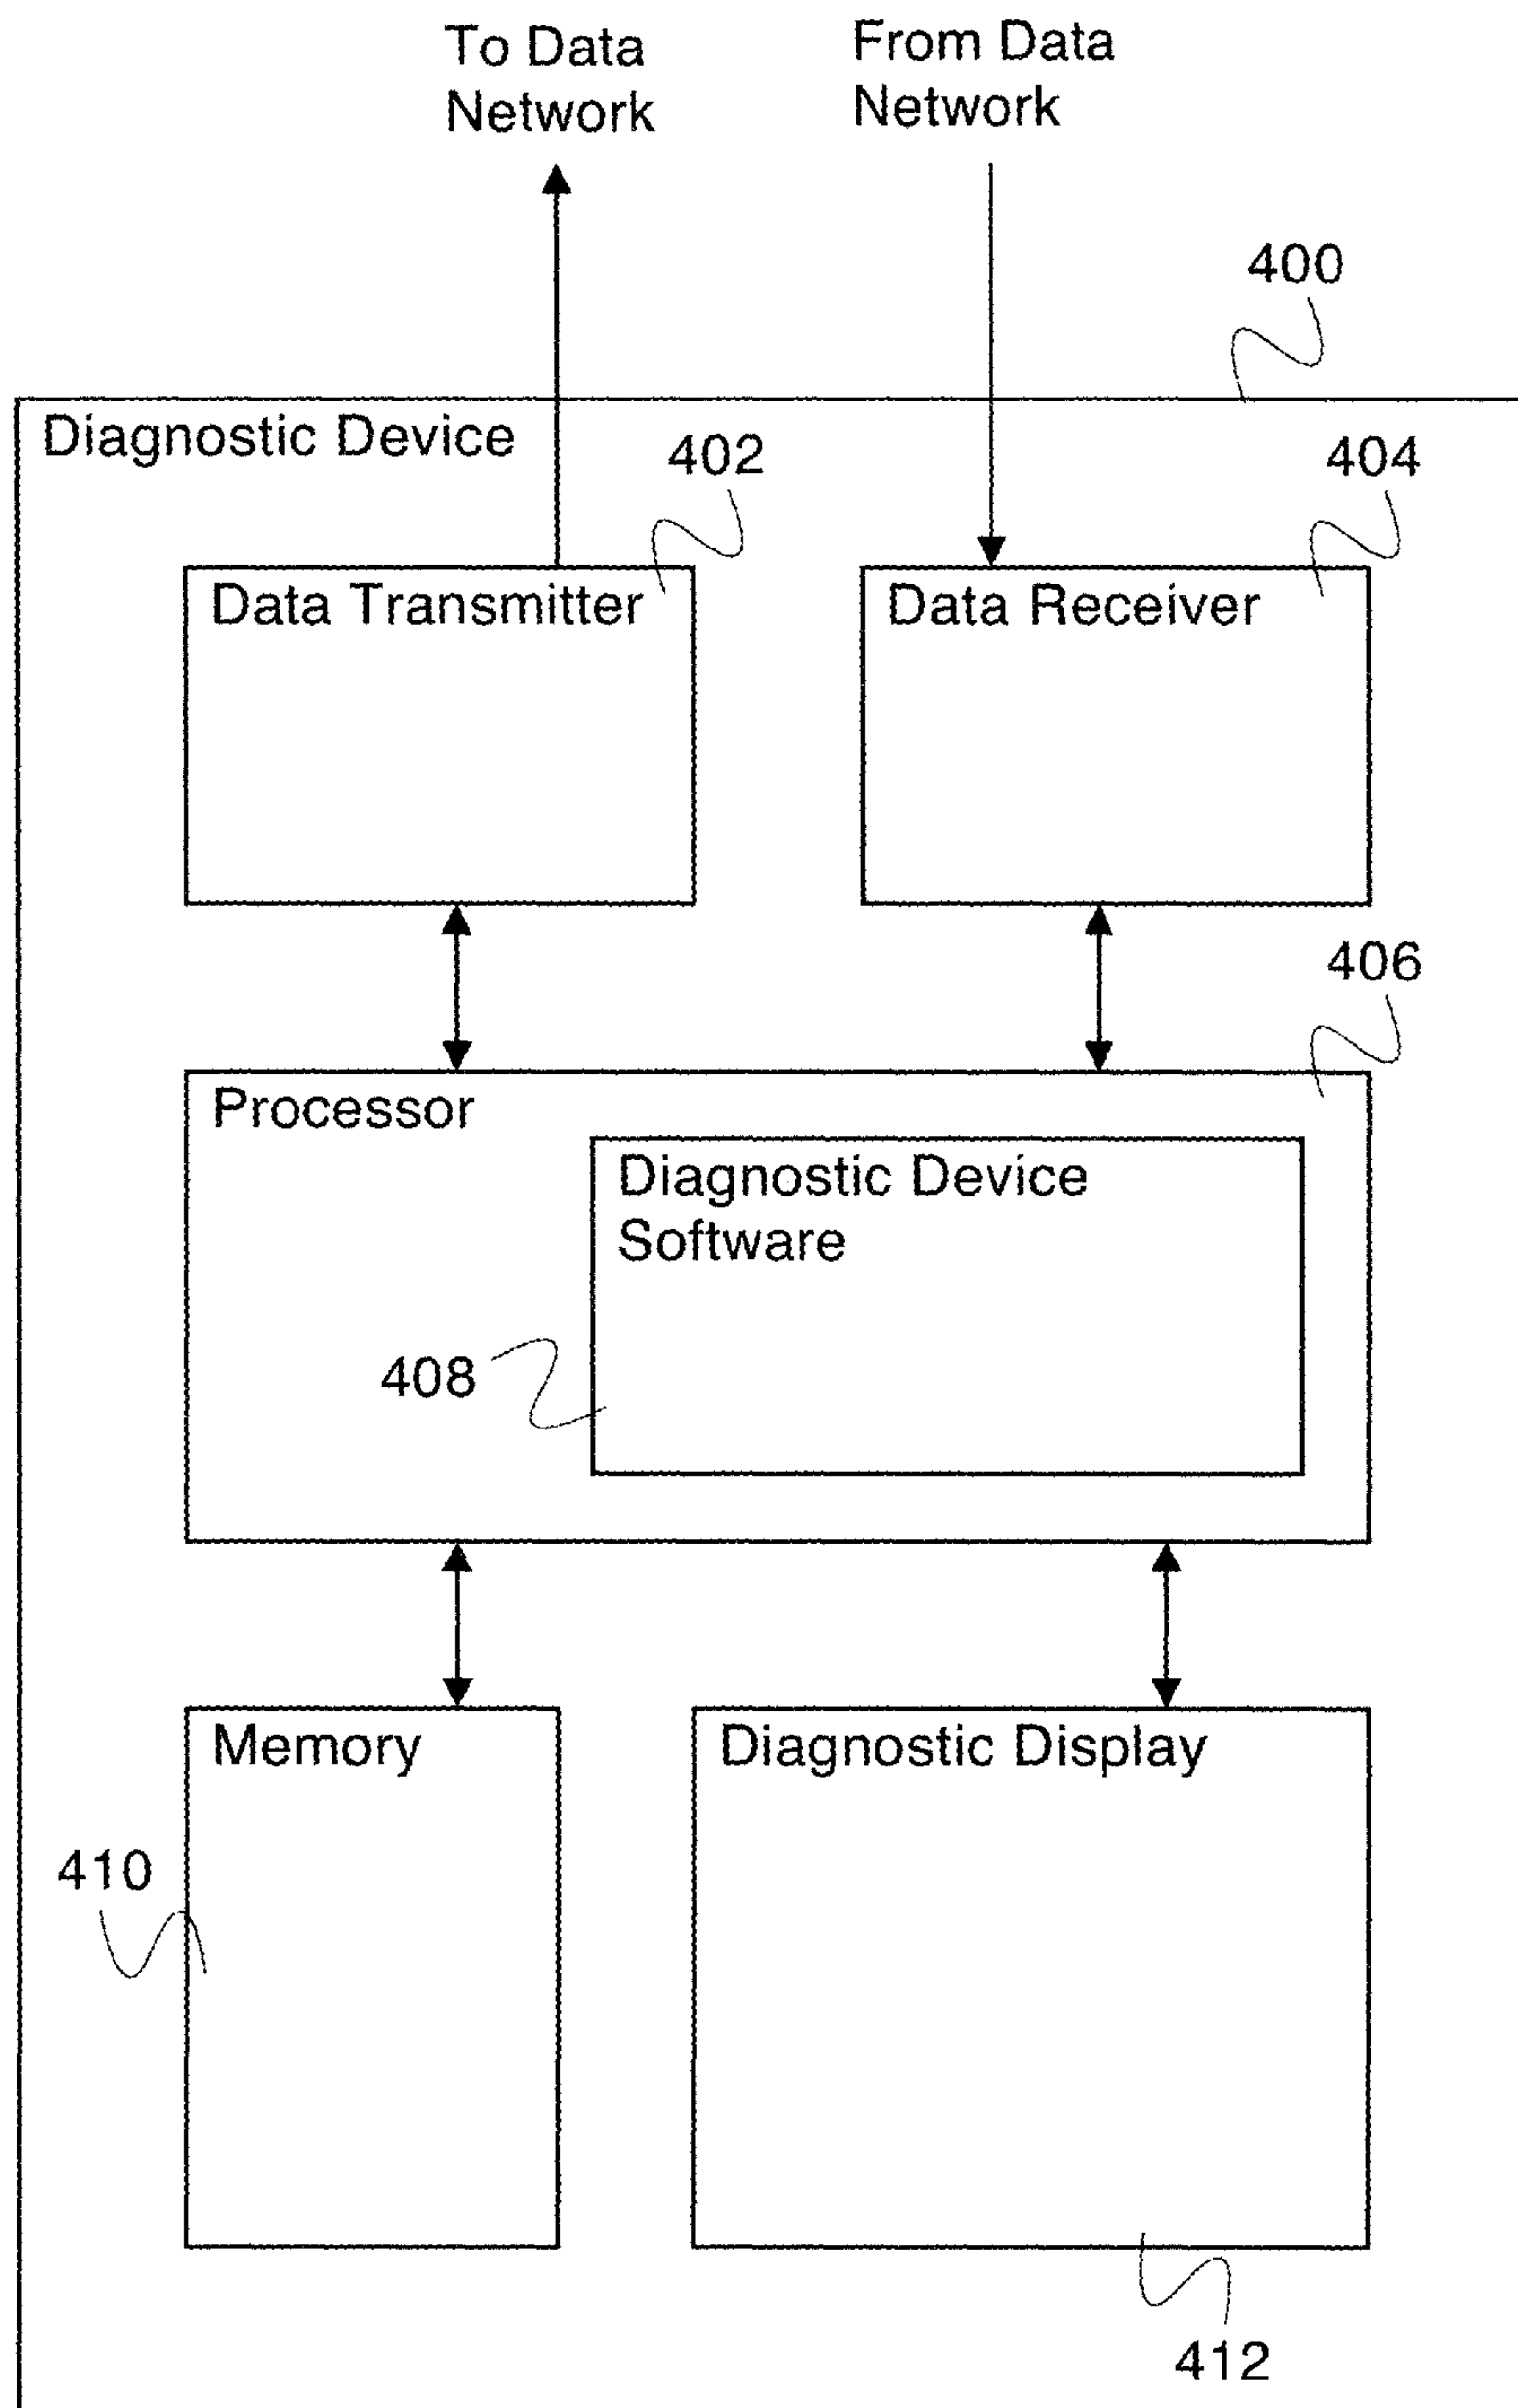 To Data
Network
From Data
Network
400
Diagnostic Device
402
404
Data Transmitter
Data Receiver
406
Processor
Diagnostic Device
Software
408
Memory
Diagnostic Display
410
412